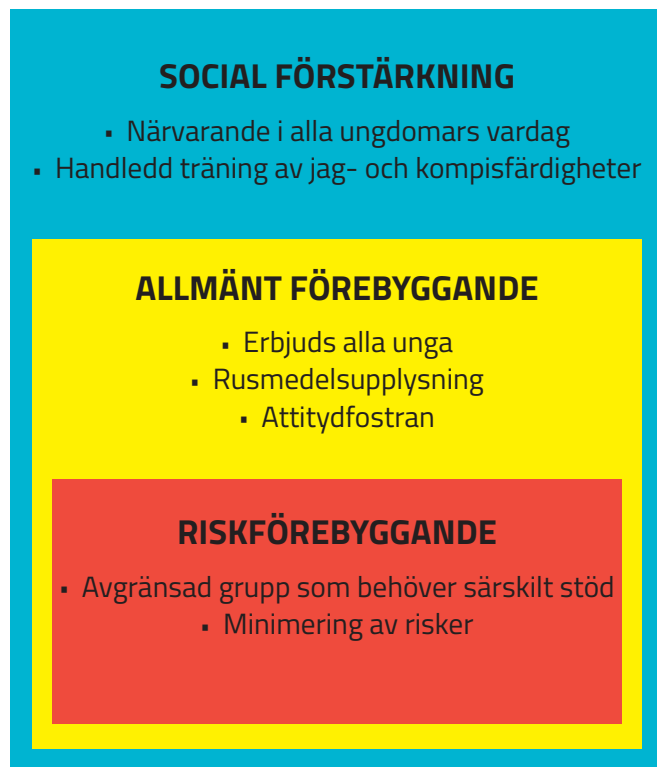 SOCIAL FÖRSTÄRKNING
▪ Närvarande i alla ungdomars vardag
▪ Handledd träning av jag- och kompisfärdigheter
ALLMÄNT FÖREBYGGANDE
▪ Erbjuds alla unga
▪ Rusmedelsupplysning
▪ Attitydfostran
RISKFÖREBYGGANDE
▪ Avgränsad grupp som behöver särskilt stöd
▪ Minimering av risker